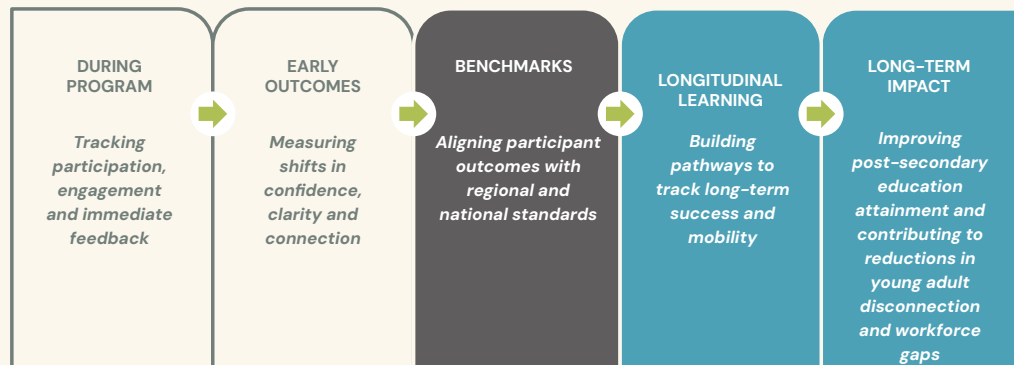 DURING
PROGRAM
Tracking
participation,
engagement
and immediate
feedback
EARLY
OUTCOMES
Measuring
shifts in
confidence,
clarity and
connection
BENCHMARKS
Aligning participant
outcomes with
regional and
national standards
LONGITUDINAL
LEARNING
Building
pathways to
track long-term
success and
mobility
LONG-TERM
IMPACT
Improving
post-secondary
education
attainment and
contributing to
reductions in
young adult
disconnection
and workforce
gaps